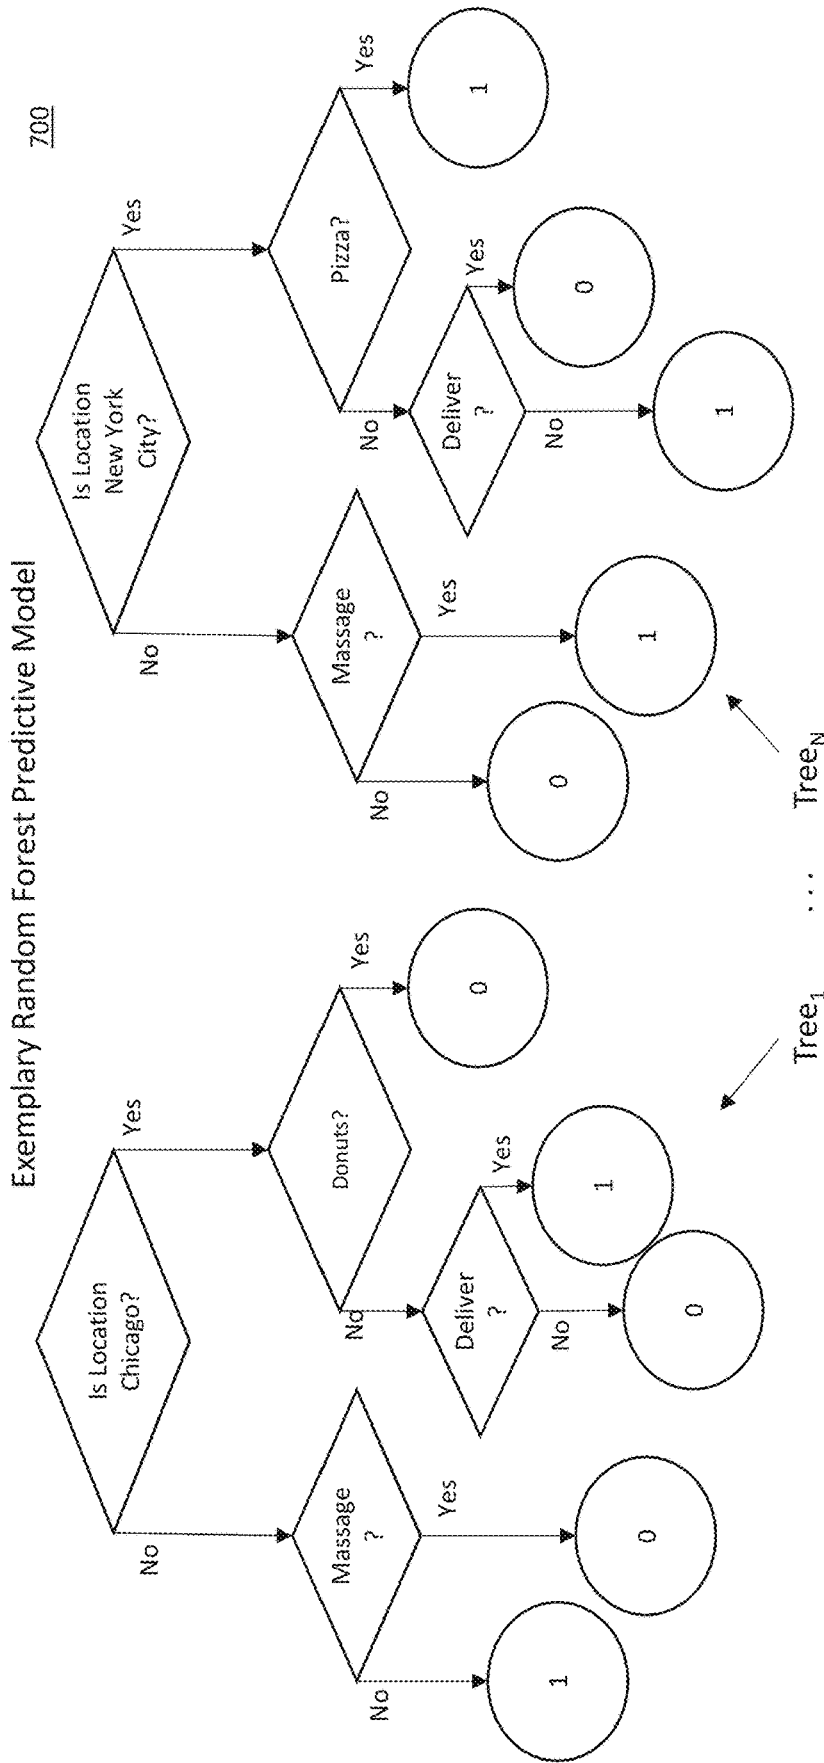 Exemplary Random Forest Predictive Model
700
Is Location
Chicago?
No
Yes
Massage
?
No
Yes
1
0
Donuts?
No
Yes
Deliver
?
No
Yes
0
1
0
Tree1
. . .
Is Location
New York
City?
No
Yes
Massage
?
No
Yes
0
1
Pizza?
No
Yes
Deliver
?
No
Yes
1
0
1
TreeN